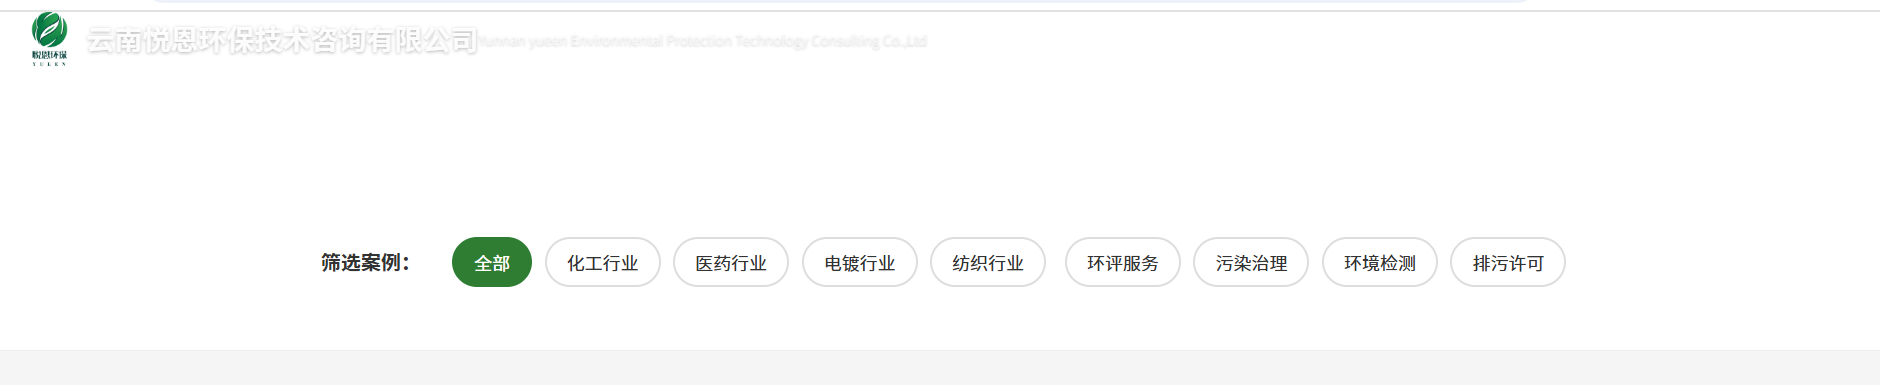 悦恩环保
YUEEN
云南悦恩环保技术咨询有限公司 Yunnan yueen Environmental Protection Technology Consulting Co.,Ltd
筛选案例： 全部 化工行业 医药行业 电镀行业 纺织行业 环评服务 污染治理 环境检测 排污许可